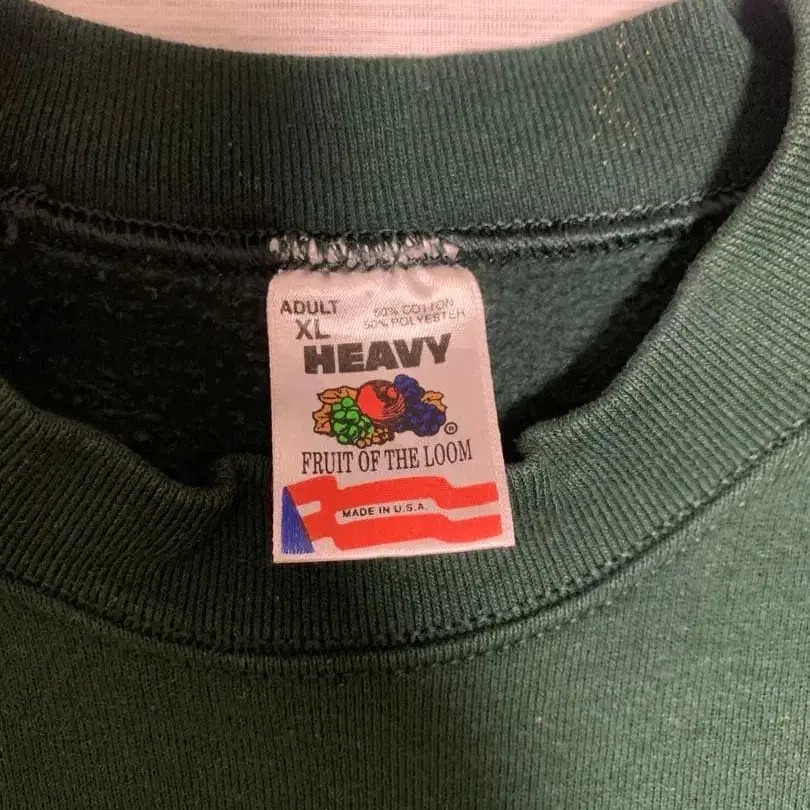 ADULT
XL
50% COTTON
50% POLYESTER
HEAVY
®
FRUIT OF THE LOOM
MADE IN U.S.A.